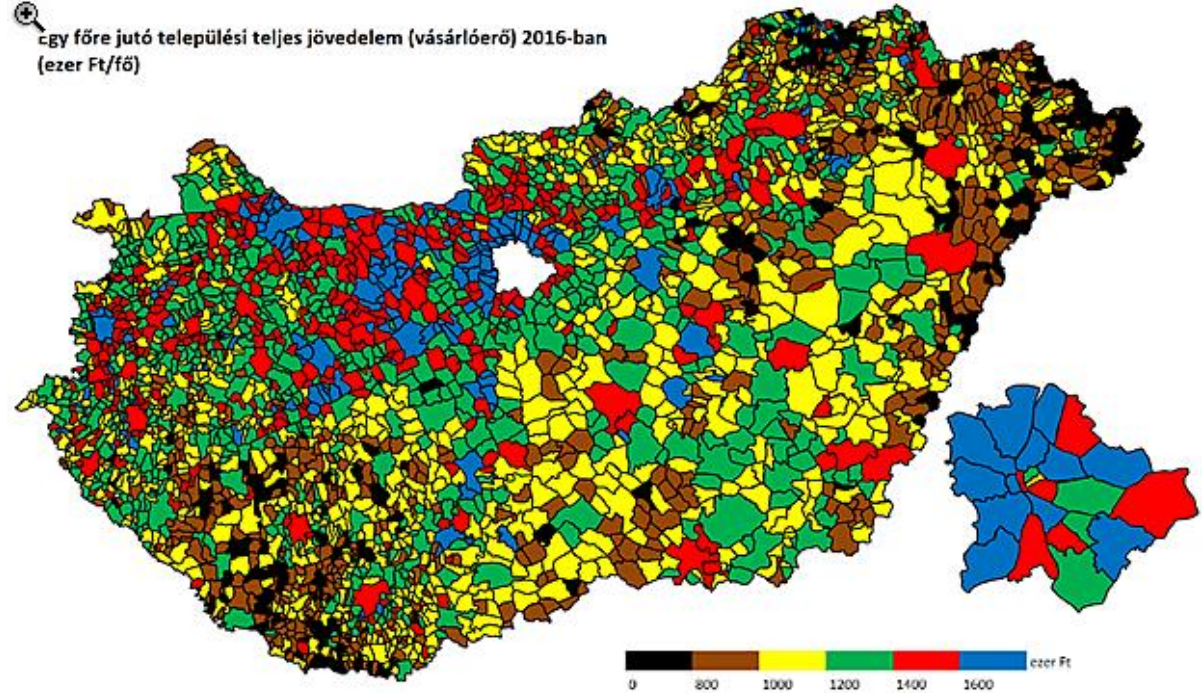 Egy főre jutó települési teljes jövedelem (vásárlóerő) 2016-ban
(ezer Ft/fő)
ezer Ft
0 800 1000 1200 1400 1600